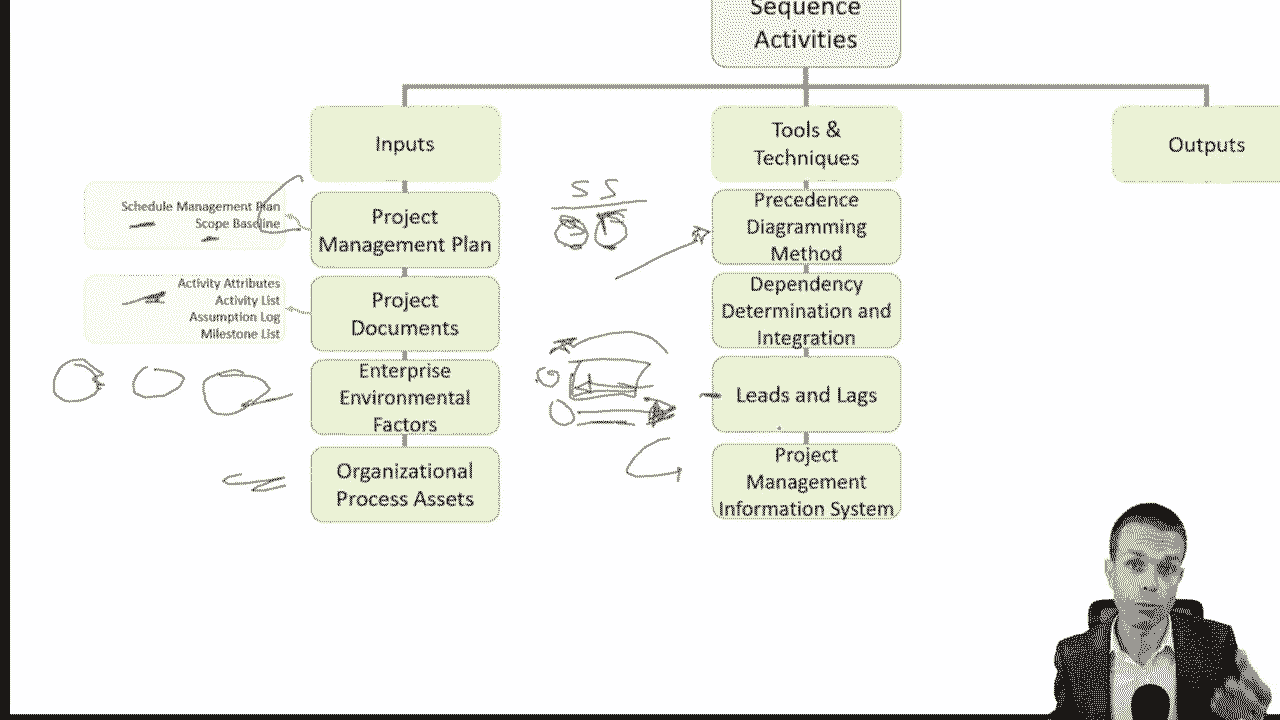 Sequence
Activities
Inputs
Tools &
Techniques
Outputs
Schedule Management Plan
Scope Baseline
Project
Management Plan
S S
Precedence
Diagramming
Method
Activity Attributes
Activity List
Assumption Log
Milestone List
Project
Documents
Dependency
Determination and
Integration
Enterprise
Environmental
Factors
Leads and Lags
Organizational
Process Assets
Project
Management
Information System